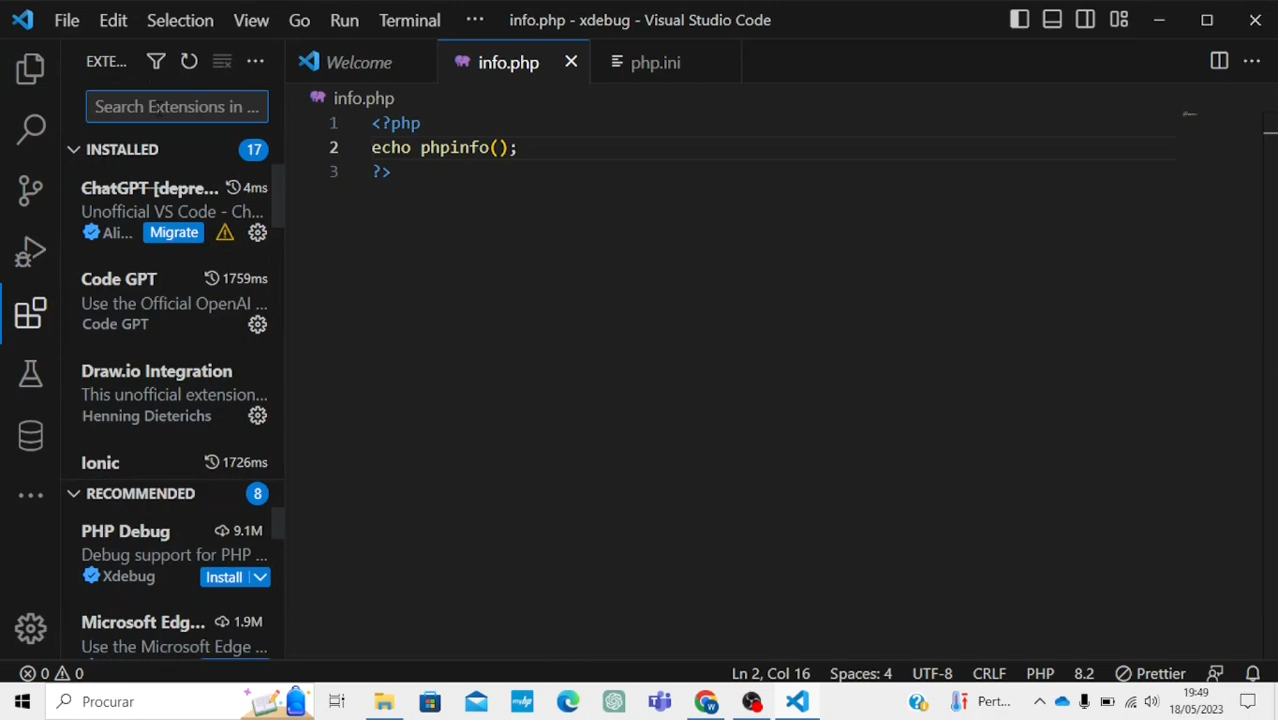 File Edit Selection View Go Run Terminal ··· info.php - xdebug - Visual Studio Code
EXTE... ···
Welcome info.php php.ini ···
Search Extensions in ...
info.php
1 <?php
2 echo phpinfo();
3 ?>
INSTALLED 17
ChatGPT [depre... 4ms
Unofficial VS Code - Ch...
Ali... Migrate
Code GPT 1759ms
Use the Official OpenAI ...
Code GPT
Draw.io Integration
This unofficial extension...
Henning Dieterichs
Ionic 1726ms
RECOMMENDED 8
PHP Debug 9.1M
Debug support for PHP ...
Xdebug Install
Microsoft Edg... 1.9M
Use the Microsoft Edge ...
0 0 Ln 2, Col 16 Spaces: 4 UTF-8 CRLF PHP 8.2 Prettier
Procurar Pert... 19:49
18/05/2023